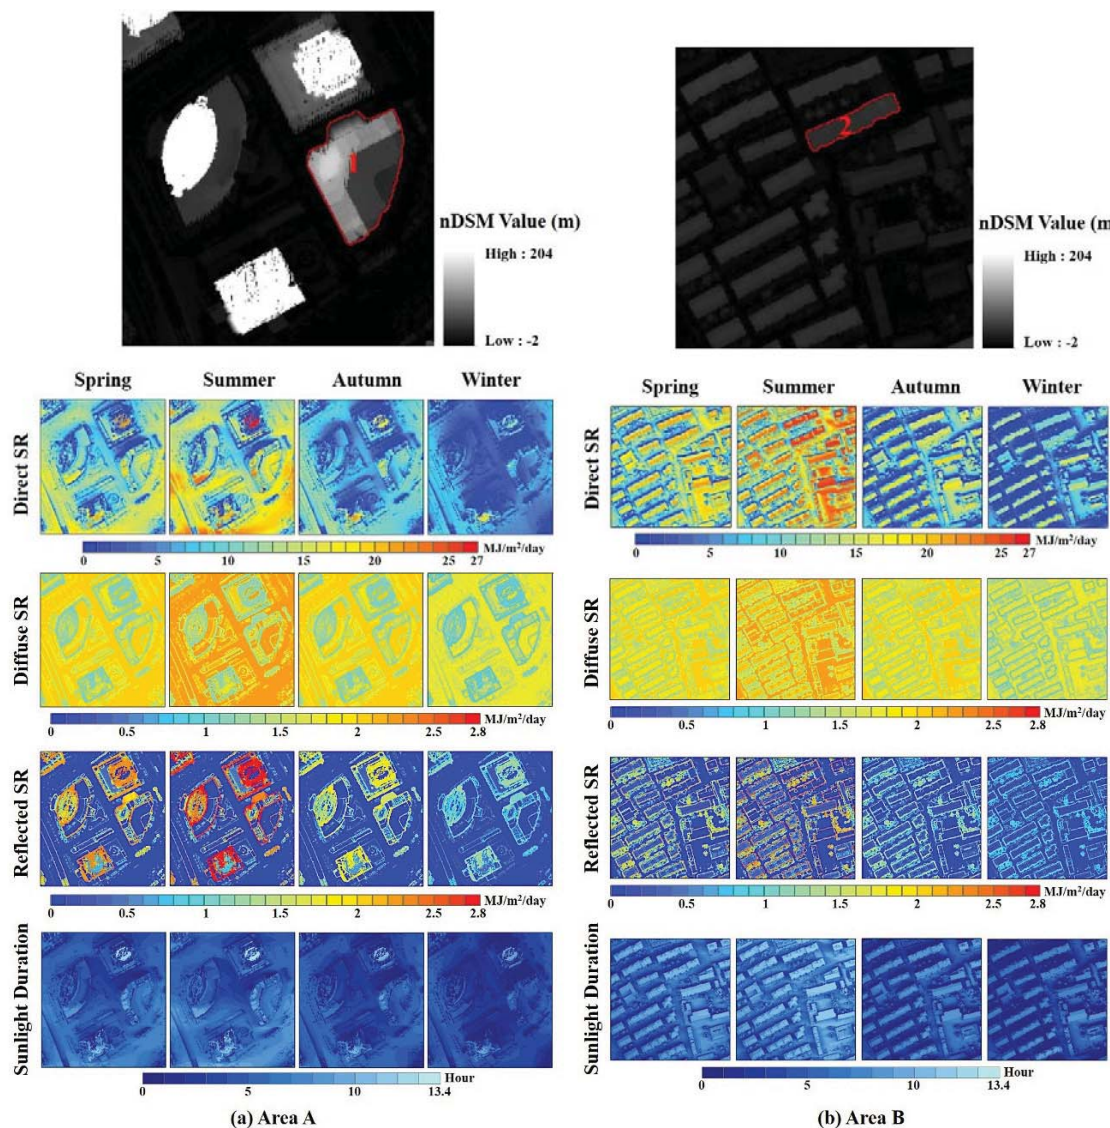 nDSM Value (m)
High : 204
Low : -2
nDSM Value (m
High : 204
Low : -2
Spring Summer Autumn Winter
Direct SR
0 5 10 15 20 25 27 MJ/m²/day
Diffuse SR
0 0.5 1 1.5 2 2.5 2.8 MJ/m²/day
Reflected SR
0 0.5 1 1.5 2 2.5 2.8 MJ/m²/day
Sunlight Duration
0 5 10 13.4 Hour
(a) Area A
Spring Summer Autumn Winter
Direct SR
0 5 10 15 20 25 27 MJ/m²/day
Diffuse SR
0 0.5 1 1.5 2 2.5 2.8 MJ/m²/day
Reflected SR
0 0.5 1 1.5 2 2.5 2.8 MJ/m²/day
Sunlight Duration
0 5 10 13.4 Hour
(b) Area B